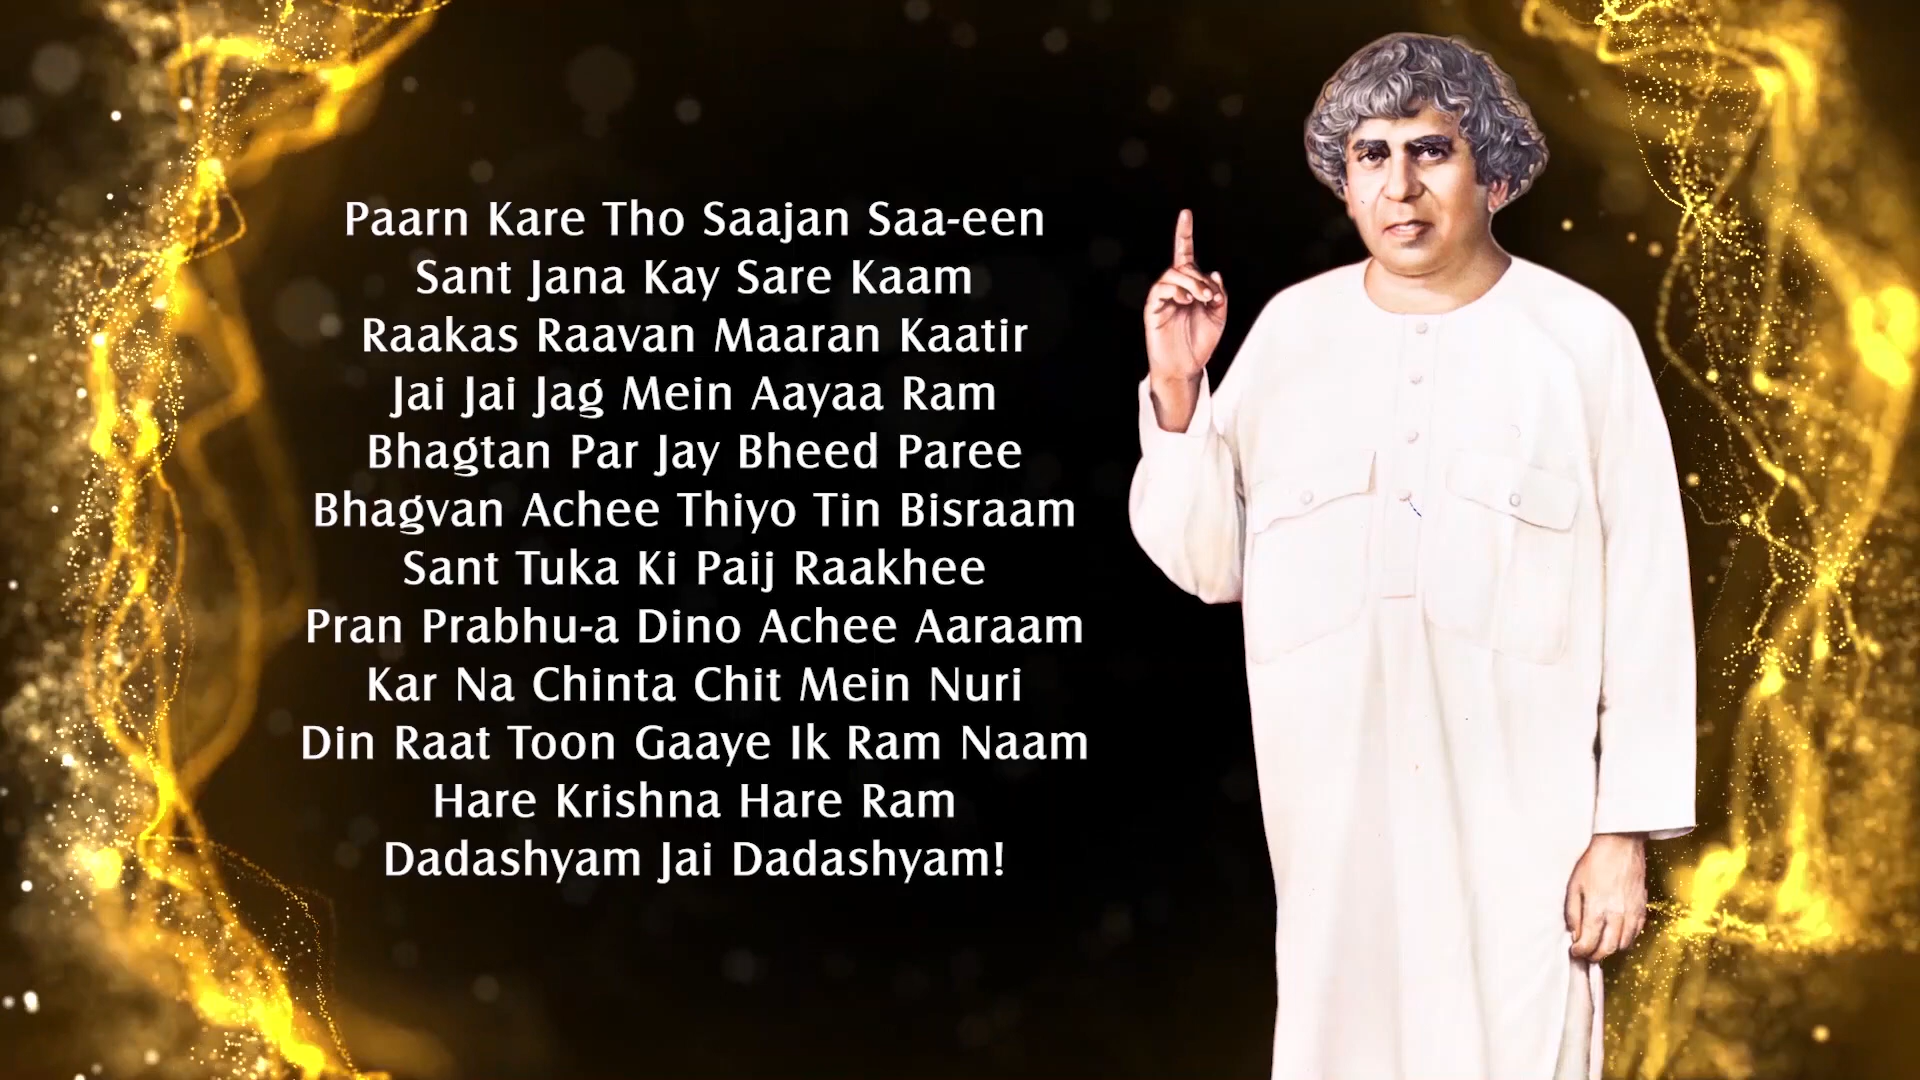 Paarn Kare Tho Saajan Saa-een
Sant Jana Kay Sare Kaam
Raakas Raavan Maaran Kaatir
Jai Jai Jag Mein Aayaa Ram
Bhagtan Par Jay Bheed Paree
Bhagvan Achee Thiyo Tin Bisraam
Sant Tuka Ki Paij Raakhee
Pran Prabhu-a Dino Achee Aaraam
Kar Na Chinta Chit Mein Nuri
Din Raat Toon Gaaye Ik Ram Naam
Hare Krishna Hare Ram
Dadashyam Jai Dadashyam!